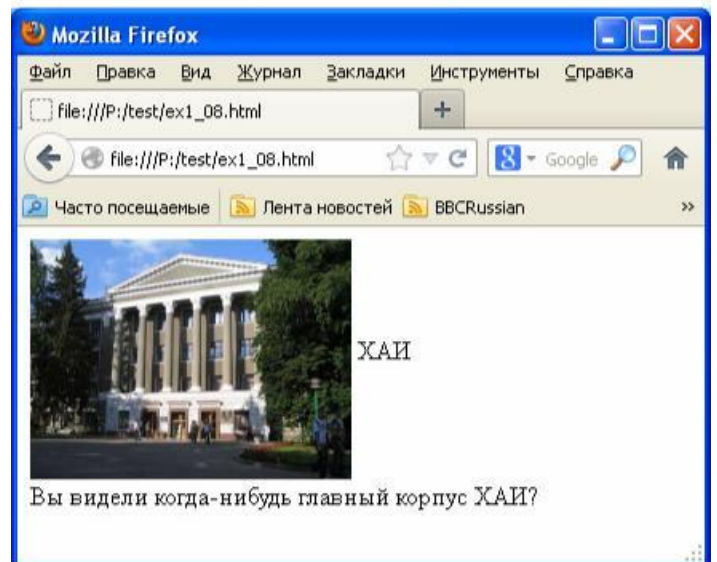 Mozilla Firefox
Файл Правка Вид Журнал Закладки Инструменты Справка
file:///P:/test/ex1_08.html +
file:///P:/test/ex1_08.html Google
Часто посещаемые Лента новостей BBCRussian »
ХАИ
Вы видели когда-нибудь главный корпус ХАИ?